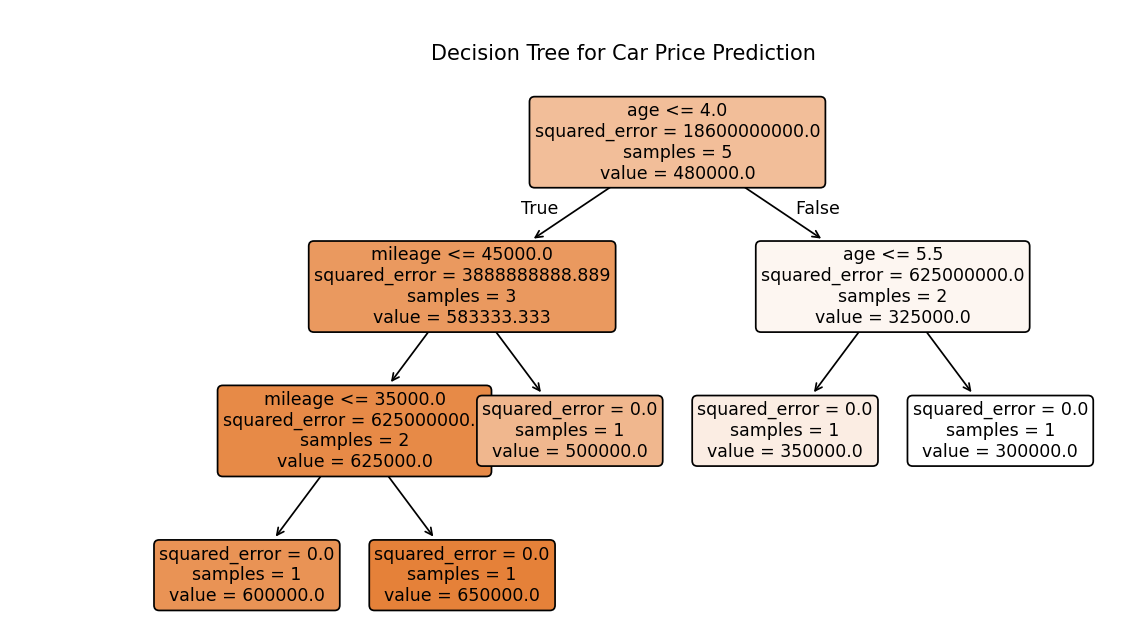 Decision Tree for Car Price Prediction
age <= 4.0
squared_error = 18600000000.0
samples = 5
value = 480000.0
True
False
mileage <= 45000.0
squared_error = 3888888888.889
samples = 3
value = 583333.333
age <= 5.5
squared_error = 625000000.0
samples = 2
value = 325000.0
mileage <= 35000.0
squared_error = 625000000.
samples = 2
value = 625000.0
squared_error = 0.0
samples = 1
value = 500000.0
squared_error = 0.0
samples = 1
value = 350000.0
squared_error = 0.0
samples = 1
value = 300000.0
squared_error = 0.0
samples = 1
value = 600000.0
squared_error = 0.0
samples = 1
value = 650000.0